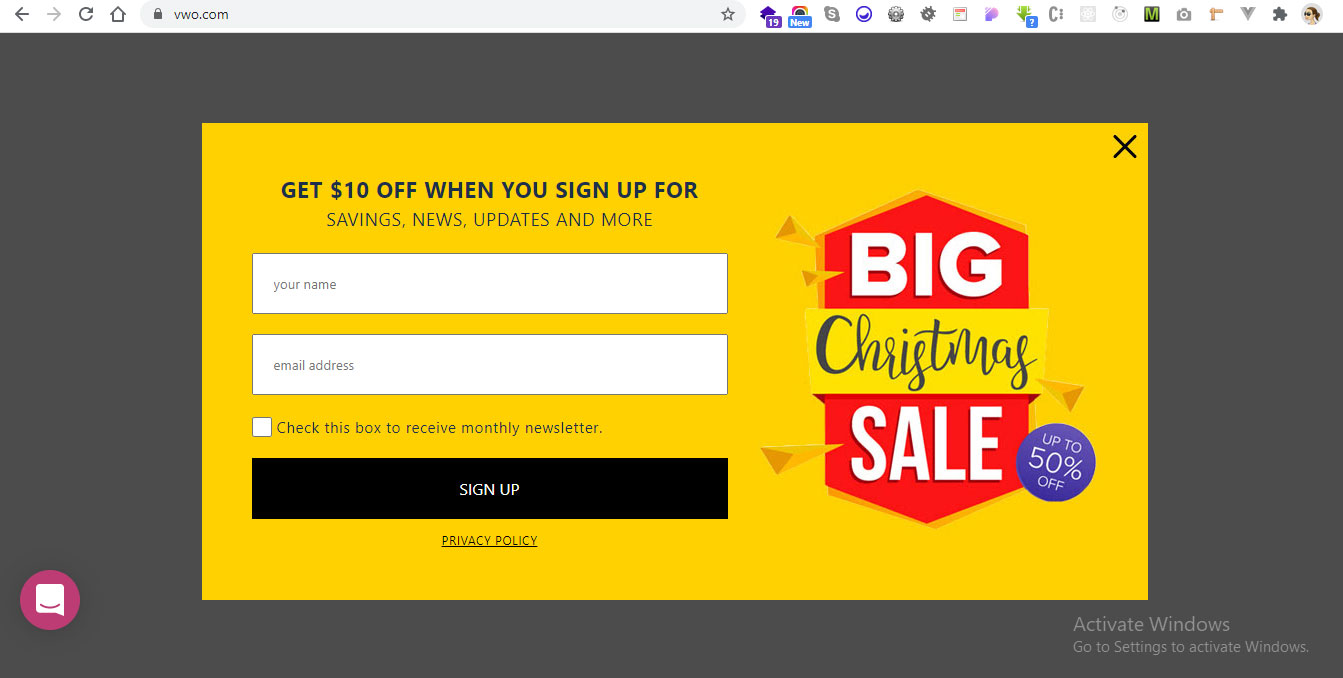 vwo.com
19
New
?
GET $10 OFF WHEN YOU SIGN UP FOR
SAVINGS, NEWS, UPDATES AND MORE
your name
email address
Check this box to receive monthly newsletter.
SIGN UP
PRIVACY POLICY
BIG
Christmas
SALE
UP TO
50%
OFF
Activate Windows
Go to Settings to activate Windows.